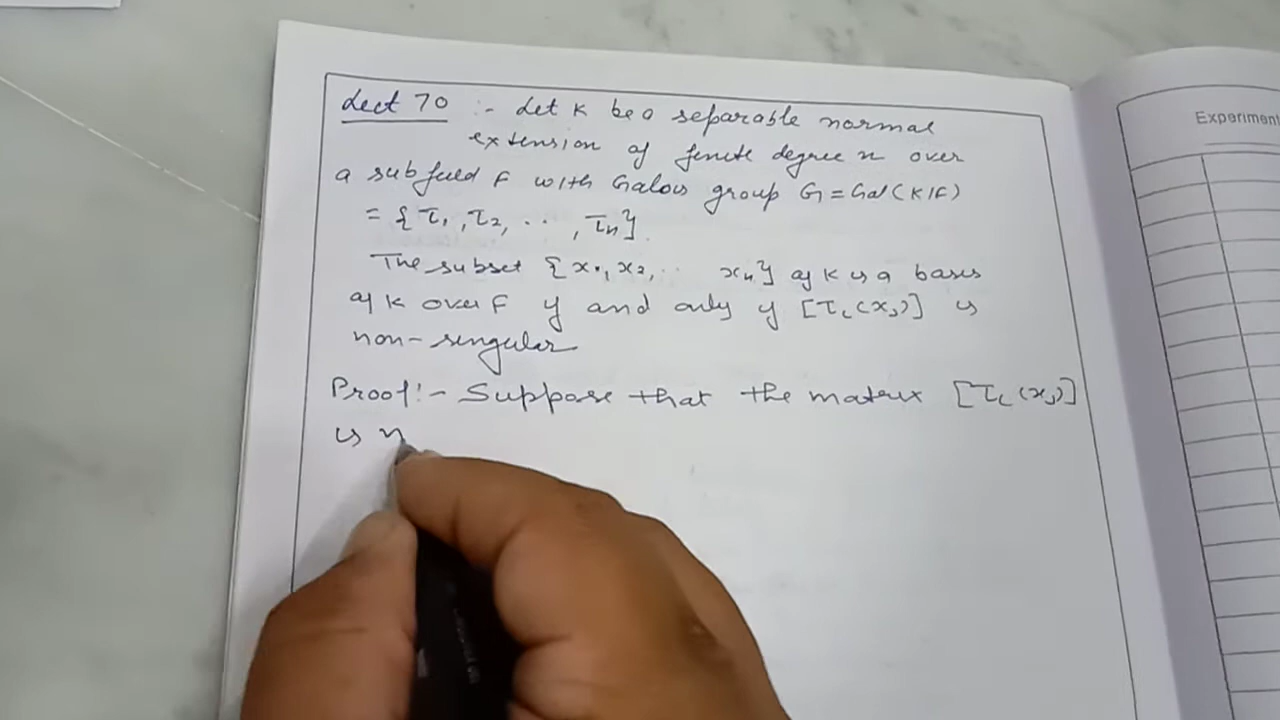 Lect 70 :- Let K be a separable normal
extension of finite degree n over
a subfield F with Galois group G = Gal(K/F)
= {τ₁, τ₂, ..., τₙ}.
The subset {x₁, x₂, .. xₙ} of K is a basis
of K over F if and only if [τᵢ(xⱼ)] is
non-singular
Proof:- Suppose that the matrix [τᵢ(xⱼ)]
is n
Experiment